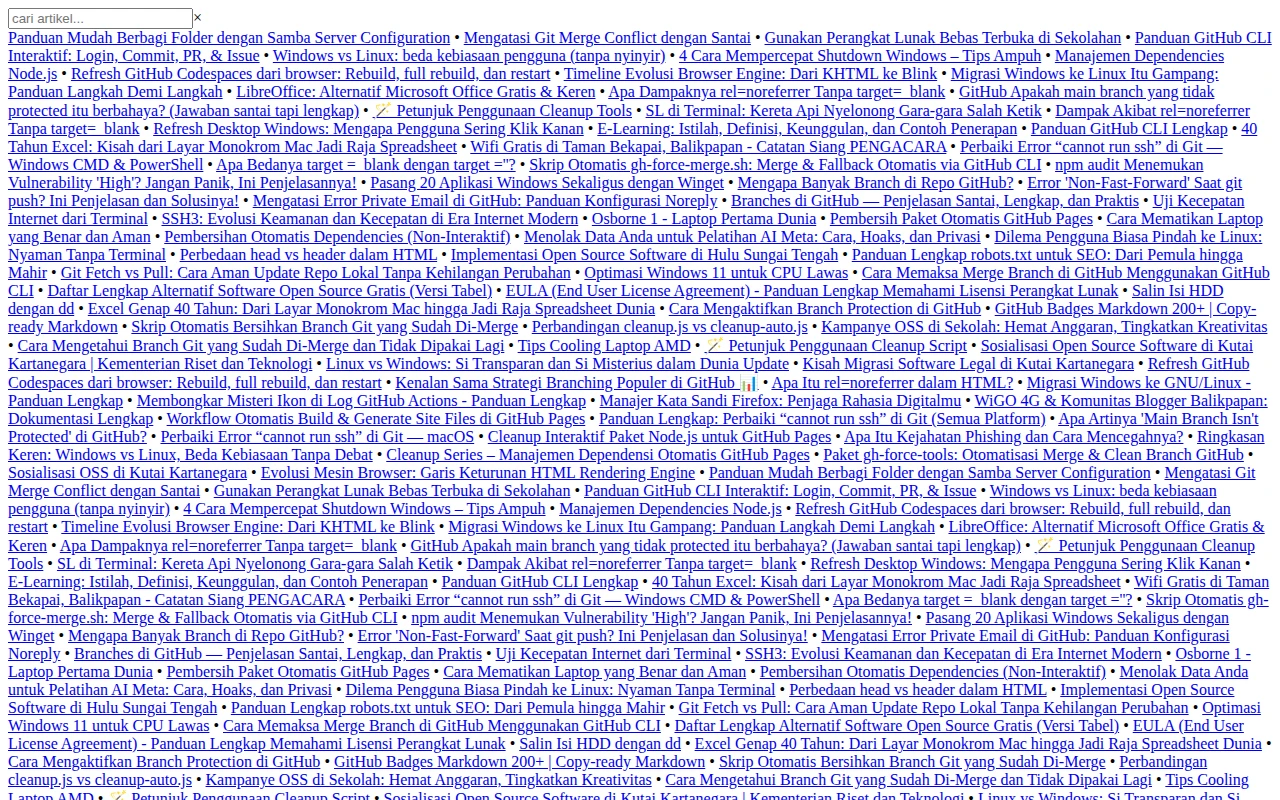 cari artikel... ×
Panduan Mudah Berbagi Folder dengan Samba Server Configuration • Mengatasi Git Merge Conflict dengan Santai • Gunakan Perangkat Lunak Bebas Terbuka di Sekolahan • Panduan GitHub CLI
Interaktif: Login, Commit, PR, & Issue • Windows vs Linux: beda kebiasaan pengguna (tanpa nyinyir) • 4 Cara Mempercepat Shutdown Windows – Tips Ampuh • Manajemen Dependencies
Node.js • Refresh GitHub Codespaces dari browser: Rebuild, full rebuild, dan restart • Timeline Evolusi Browser Engine: Dari KHTML ke Blink • Migrasi Windows ke Linux Itu Gampang:
Panduan Langkah Demi Langkah • LibreOffice: Alternatif Microsoft Office Gratis & Keren • Apa Dampaknya rel=noreferrer Tanpa target=_blank • GitHub Apakah main branch yang tidak
protected itu berbahaya? (Jawaban santai tapi lengkap) • 🪄 Petunjuk Penggunaan Cleanup Tools • SL di Terminal: Kereta Api Nyelonong Gara-gara Salah Ketik • Dampak Akibat rel=noreferrer
Tanpa target=_blank • Refresh Desktop Windows: Mengapa Pengguna Sering Klik Kanan • E-Learning: Istilah, Definisi, Keunggulan, dan Contoh Penerapan • Panduan GitHub CLI Lengkap • 40
Tahun Excel: Kisah dari Layar Monokrom Mac Jadi Raja Spreadsheet • Wifi Gratis di Taman Bekapai, Balikpapan - Catatan Siang PENGACARA • Perbaiki Error “cannot run ssh” di Git —
Windows CMD & PowerShell • Apa Bedanya target =_blank dengan target =''? • Skrip Otomatis gh-force-merge.sh: Merge & Fallback Otomatis via GitHub CLI • npm audit Menemukan
Vulnerability 'High'? Jangan Panik, Ini Penjelasannya! • Pasang 20 Aplikasi Windows Sekaligus dengan Winget • Mengapa Banyak Branch di Repo GitHub? • Error 'Non-Fast-Forward' Saat git
push? Ini Penjelasan dan Solusinya! • Mengatasi Error Private Email di GitHub: Panduan Konfigurasi Noreply • Branches di GitHub — Penjelasan Santai, Lengkap, dan Praktis • Uji Kecepatan
Internet dari Terminal • SSH3: Evolusi Keamanan dan Kecepatan di Era Internet Modern • Osborne 1 - Laptop Pertama Dunia • Pembersih Paket Otomatis GitHub Pages • Cara Mematikan Laptop
yang Benar dan Aman • Pembersihan Otomatis Dependencies (Non-Interaktif) • Menolak Data Anda untuk Pelatihan AI Meta: Cara, Hoaks, dan Privasi • Dilema Pengguna Biasa Pindah ke Linux:
Nyaman Tanpa Terminal • Perbedaan head vs header dalam HTML • Implementasi Open Source Software di Hulu Sungai Tengah • Panduan Lengkap robots.txt untuk SEO: Dari Pemula hingga
Mahir • Git Fetch vs Pull: Cara Aman Update Repo Lokal Tanpa Kehilangan Perubahan • Optimasi Windows 11 untuk CPU Lawas • Cara Memaksa Merge Branch di GitHub Menggunakan GitHub
CLI • Daftar Lengkap Alternatif Software Open Source Gratis (Versi Tabel) • EULA (End User License Agreement) - Panduan Lengkap Memahami Lisensi Perangkat Lunak • Salin Isi HDD
dengan dd • Excel Genap 40 Tahun: Dari Layar Monokrom Mac hingga Jadi Raja Spreadsheet Dunia • Cara Mengaktifkan Branch Protection di GitHub • GitHub Badges Markdown 200+ | Copy-
ready Markdown • Skrip Otomatis Bersihkan Branch Git yang Sudah Di-Merge • Perbandingan cleanup.js vs cleanup-auto.js • Kampanye OSS di Sekolah: Hemat Anggaran, Tingkatkan Kreativitas
• Cara Mengetahui Branch Git yang Sudah Di-Merge dan Tidak Dipakai Lagi • Tips Cooling Laptop AMD • 🪄 Petunjuk Penggunaan Cleanup Script • Sosialisasi Open Source Software di Kutai
Kartanegara | Kementerian Riset dan Teknologi • Linux vs Windows: Si Transparan dan Si Misterius dalam Dunia Update • Kisah Migrasi Software Legal di Kutai Kartanegara • Refresh GitHub
Codespaces dari browser: Rebuild, full rebuild, dan restart • Kenalan Sama Strategi Branching Populer di GitHub 📊 • Apa Itu rel=noreferrer dalam HTML? • Migrasi Windows ke GNU/Linux -
Panduan Lengkap • Membongkar Misteri Ikon di Log GitHub Actions - Panduan Lengkap • Manajer Kata Sandi Firefox: Penjaga Rahasia Digitalmu • WiGO 4G & Komunitas Blogger Balikpapan:
Dokumentasi Lengkap • Workflow Otomatis Build & Generate Site Files di GitHub Pages • Panduan Lengkap: Perbaiki “cannot run ssh” di Git (Semua Platform) • Apa Artinya 'Main Branch Isn't
Protected' di GitHub? • Perbaiki Error “cannot run ssh” di Git — macOS • Cleanup Interaktif Paket Node.js untuk GitHub Pages • Apa Itu Kejahatan Phishing dan Cara Mencegahnya? • Ringkasan
Keren: Windows vs Linux, Beda Kebiasaan Tanpa Debat • Cleanup Series – Manajemen Dependensi Otomatis GitHub Pages • Paket gh-force-tools: Otomatisasi Merge & Clean Branch GitHub •
Sosialisasi OSS di Kutai Kartanegara • Evolusi Mesin Browser: Garis Keturunan HTML Rendering Engine • Panduan Mudah Berbagi Folder dengan Samba Server Configuration • Mengatasi Git
Merge Conflict dengan Santai • Gunakan Perangkat Lunak Bebas Terbuka di Sekolahan • Panduan GitHub CLI Interaktif: Login, Commit, PR, & Issue • Windows vs Linux: beda kebiasaan
pengguna (tanpa nyinyir) • 4 Cara Mempercepat Shutdown Windows – Tips Ampuh • Manajemen Dependencies Node.js • Refresh GitHub Codespaces dari browser: Rebuild, full rebuild, dan
restart • Timeline Evolusi Browser Engine: Dari KHTML ke Blink • Migrasi Windows ke Linux Itu Gampang: Panduan Langkah Demi Langkah • LibreOffice: Alternatif Microsoft Office Gratis &
Keren • Apa Dampaknya rel=noreferrer Tanpa target=_blank • GitHub Apakah main branch yang tidak protected itu berbahaya? (Jawaban santai tapi lengkap) • 🪄 Petunjuk Penggunaan Cleanup
Tools • SL di Terminal: Kereta Api Nyelonong Gara-gara Salah Ketik • Dampak Akibat rel=noreferrer Tanpa target=_blank • Refresh Desktop Windows: Mengapa Pengguna Sering Klik Kanan •
E-Learning: Istilah, Definisi, Keunggulan, dan Contoh Penerapan • Panduan GitHub CLI Lengkap • 40 Tahun Excel: Kisah dari Layar Monokrom Mac Jadi Raja Spreadsheet • Wifi Gratis di Taman
Bekapai, Balikpapan - Catatan Siang PENGACARA • Perbaiki Error “cannot run ssh” di Git — Windows CMD & PowerShell • Apa Bedanya target =_blank dengan target =''? • Skrip Otomatis gh-
force-merge.sh: Merge & Fallback Otomatis via GitHub CLI • npm audit Menemukan Vulnerability 'High'? Jangan Panik, Ini Penjelasannya! • Pasang 20 Aplikasi Windows Sekaligus dengan
Winget • Mengapa Banyak Branch di Repo GitHub? • Error 'Non-Fast-Forward' Saat git push? Ini Penjelasan dan Solusinya! • Mengatasi Error Private Email di GitHub: Panduan Konfigurasi
Noreply • Branches di GitHub — Penjelasan Santai, Lengkap, dan Praktis • Uji Kecepatan Internet dari Terminal • SSH3: Evolusi Keamanan dan Kecepatan di Era Internet Modern • Osborne 1 -
Laptop Pertama Dunia • Pembersih Paket Otomatis GitHub Pages • Cara Mematikan Laptop yang Benar dan Aman • Pembersihan Otomatis Dependencies (Non-Interaktif) • Menolak Data Anda
untuk Pelatihan AI Meta: Cara, Hoaks, dan Privasi • Dilema Pengguna Biasa Pindah ke Linux: Nyaman Tanpa Terminal • Perbedaan head vs header dalam HTML • Implementasi Open Source
Software di Hulu Sungai Tengah • Panduan Lengkap robots.txt untuk SEO: Dari Pemula hingga Mahir • Git Fetch vs Pull: Cara Aman Update Repo Lokal Tanpa Kehilangan Perubahan • Optimasi
Windows 11 untuk CPU Lawas • Cara Memaksa Merge Branch di GitHub Menggunakan GitHub CLI • Daftar Lengkap Alternatif Software Open Source Gratis (Versi Tabel) • EULA (End User
License Agreement) - Panduan Lengkap Memahami Lisensi Perangkat Lunak • Salin Isi HDD dengan dd • Excel Genap 40 Tahun: Dari Layar Monokrom Mac hingga Jadi Raja Spreadsheet Dunia •
Cara Mengaktifkan Branch Protection di GitHub • GitHub Badges Markdown 200+ | Copy-ready Markdown • Skrip Otomatis Bersihkan Branch Git yang Sudah Di-Merge • Perbandingan
cleanup.js vs cleanup-auto.js • Kampanye OSS di Sekolah: Hemat Anggaran, Tingkatkan Kreativitas • Cara Mengetahui Branch Git yang Sudah Di-Merge dan Tidak Dipakai Lagi • Tips Cooling
Laptop AMD • 🪄 Petunjuk Penggunaan Cleanup Script • Sosialisasi Open Source Software di Kutai Kartanegara | Kementerian Riset dan Teknologi • Linux vs Windows: Si Transparan dan Si